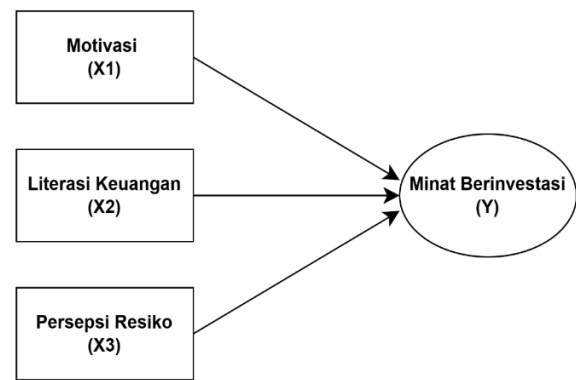 Motivasi
(X1)
Literasi Keuangan
(X2)
Minat Berinvestasi
(Y)
Persepsi Resiko
(X3)